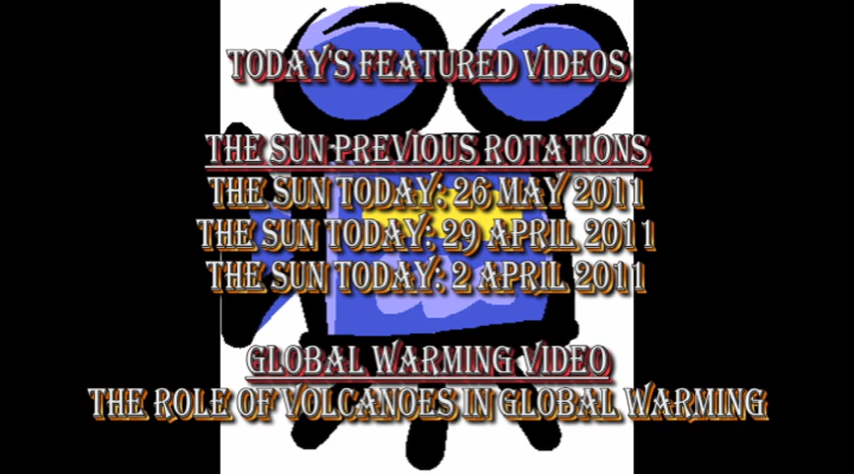 TODAY'S FEATURED VIDEOS
THE SUN-PREVIOUS ROTATIONS
THE SUN TODAY: 26 MAY 2011
THE SUN TODAY: 29 APRIL 2011
THE SUN TODAY: 2 APRIL 2011
GLOBAL WARMING VIDEO
THE ROLE OF VOLCANOES IN GLOBAL WARMING